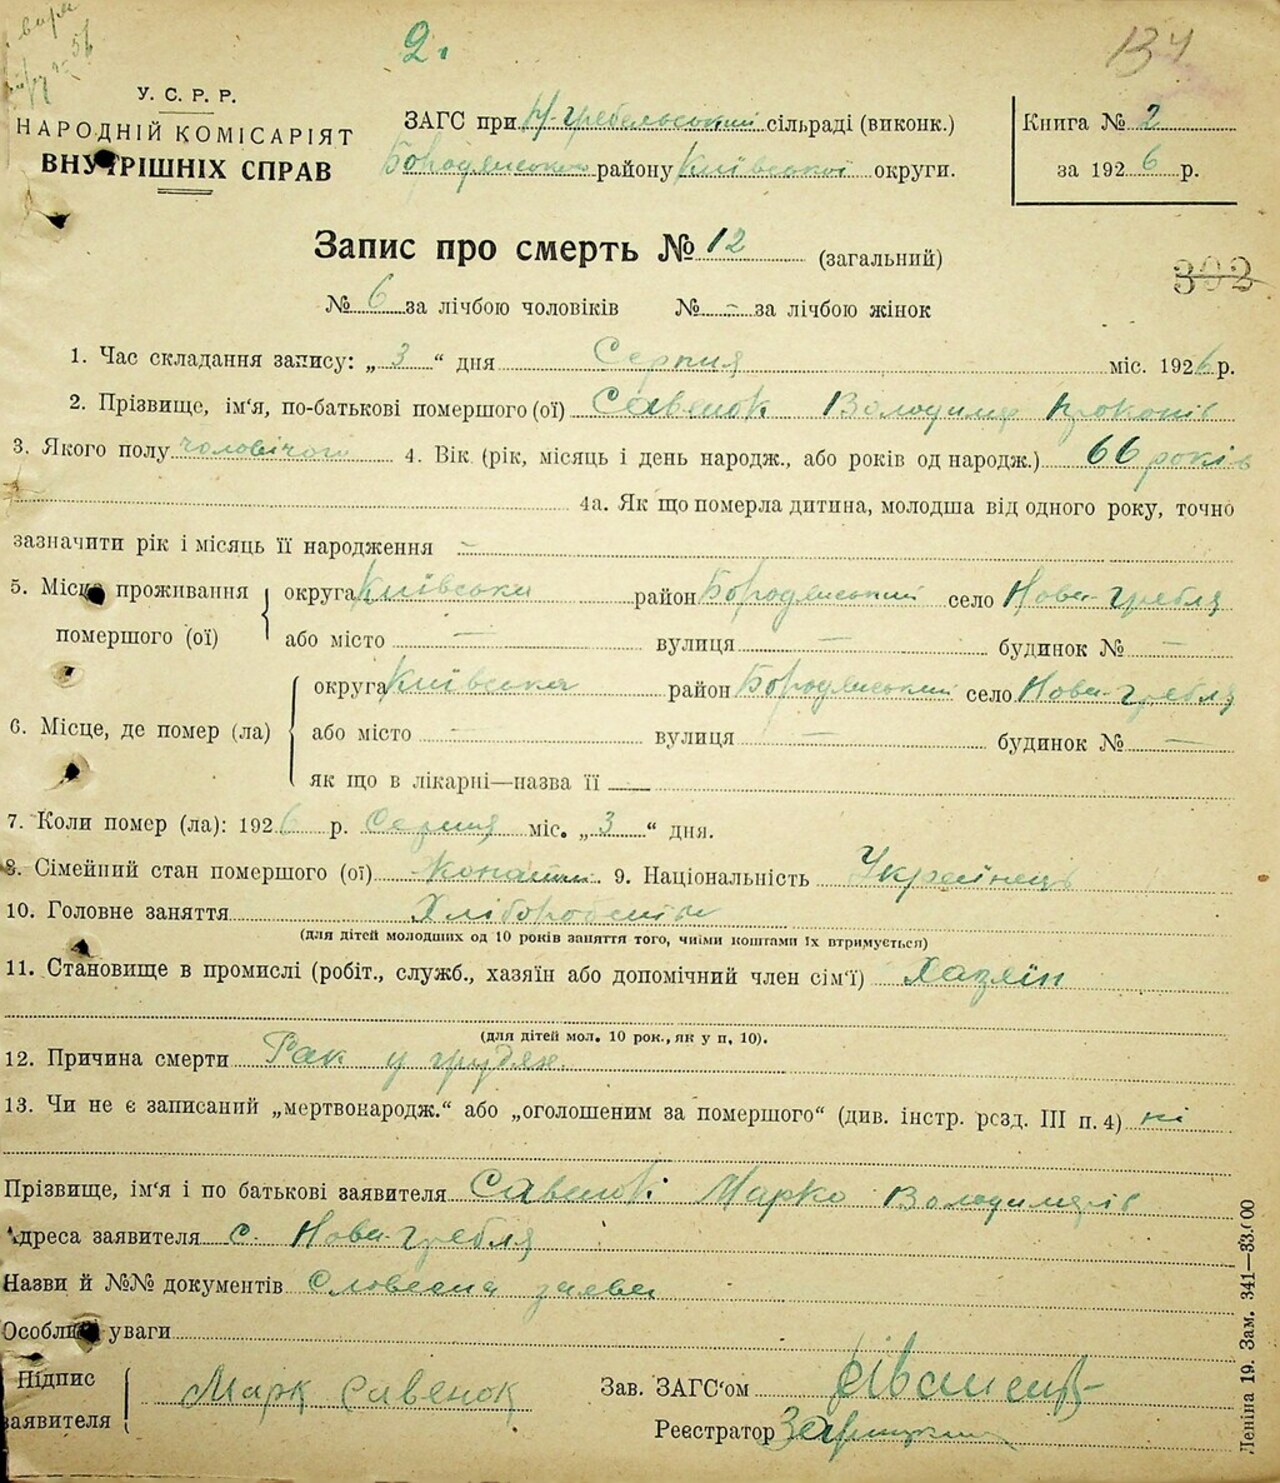 2.
134
У. С. Р. Р.
НАРОДНІЙ КОМІСАРІЯТ
ВНУТРІШНІХ СПРАВ
ЗАГС при Н-Гребельський сільраді (виконк.)
Бородянського району Київської округи.
Книга № 2
за 1926 р.
Запис про смерть № 12 (загальний)
302
№ 6 за лічбою чоловіків № - за лічбою жінок
1. Час складання запису: „ 3 “ дня Серпня міс. 1926 р.
2. Прізвище, ім'я, по-батькові помершого (ої) Савенок Володимир Прокопів
3. Якого полу чоловічого 4. Вік (рік, місяць і день народж., або років од народж.) 66 років
4а. Як що померла дитина, молодша від одного року, точно
зазначити рік і місяць її народження —
5. Місце проживання помершого (ої) { округа Київська район Бородянський село Нова-Гребля
або місто — вулиця — будинок № —
6. Місце, де помер (ла) { округа Київська район Бородянський село Нова-Гребля
або місто — вулиця — будинок № —
як що в лікарні—назва її —
7. Коли помер (ла): 1926 р. Серпня міс. „ 3 “ дня.
8. Сімейний стан помершого (ої) Жонатий 9. Національність Українець
10. Головне заняття Хліборобств
(для дітей молодших од 10 років заняття того, чиїми коштами їх втримується)
11. Становище в промислі (робіт., служб., хазяїн або допомічний член сім'ї) Хазяїн
(для дітей мол. 10 рок., як у п. 10).
12. Причина смерти Рак у грудях.
13. Чи не є записаний „мертвонародж.“ або „оголошеним за помершого“ (див. інстр. розд. III п. 4) ні
Прізвище, ім'я і по батькові заявителя Савенок Марко Володимирів
Адреса заявителя с. Нова-Гребля
Назви й №№ документів Словесна заява
Особливі уваги
Підпис заявителя { Марк Савенок
Зав. ЗАГС'ом
Реєстратор
Леніна 19. Зам. 341—33.000